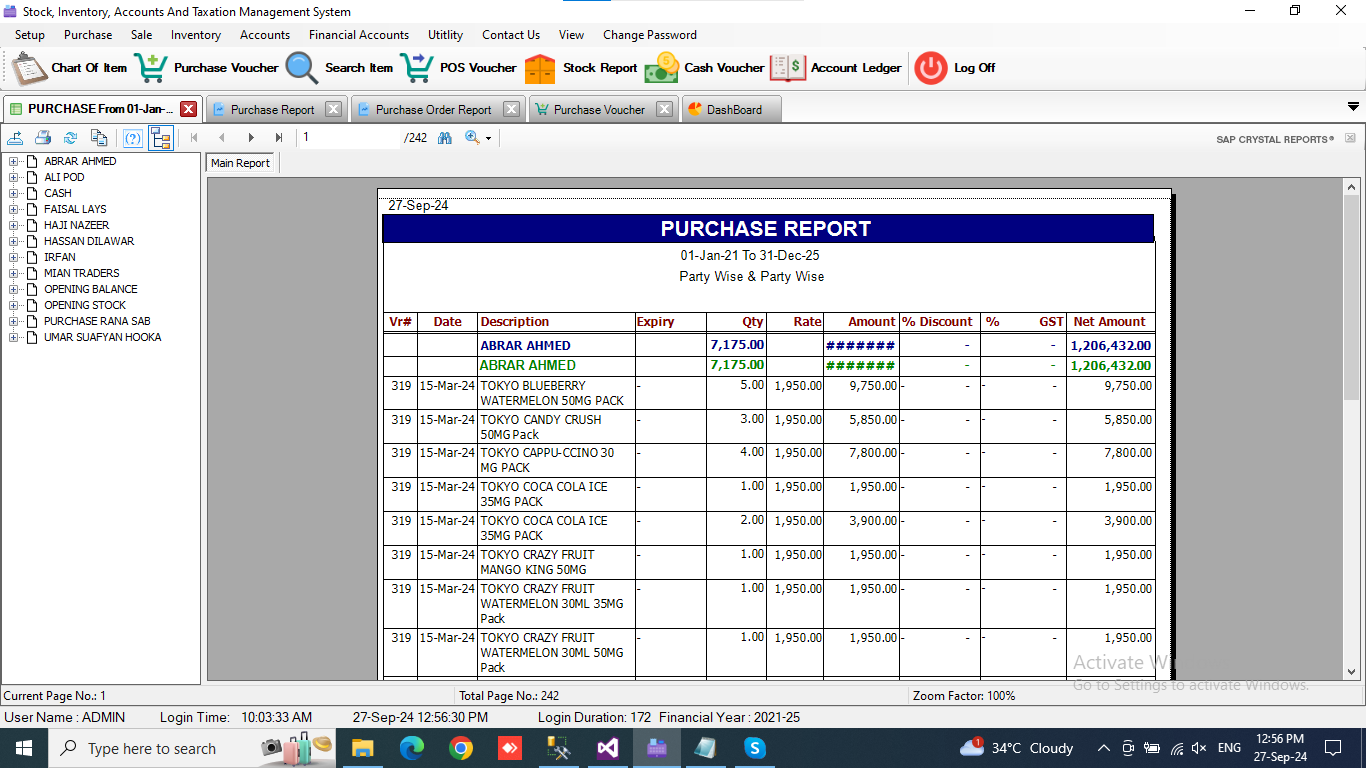 Stock, Inventory, Accounts And Taxation Management System
Setup Purchase Sale Inventory Accounts Financial Accounts Uitility Contact Us View Change Password
Chart Of Item Purchase Voucher Search Item POS Voucher Stock Report Cash Voucher Account Ledger Log Off
PURCHASE From 01-Jan-... Purchase Report Purchase Order Report Purchase Voucher DashBoard
1 /242 SAP CRYSTAL REPORTS®
ABRAR AHMED
ALI POD
CASH
FAISAL LAYS
HAJI NAZEER
HASSAN DILAWAR
IRFAN
MIAN TRADERS
OPENING BALANCE
OPENING STOCK
PURCHASE RANA SAB
UMAR SUAFYAN HOOKA
Main Report
27-Sep-24
PURCHASE REPORT
01-Jan-21 To 31-Dec-25
Party Wise & Party Wise
Vr# Date Description Expiry Qty Rate Amount % Discount % GST Net Amount
ABRAR AHMED 7,175.00 ####### - - 1,206,432.00
ABRAR AHMED 7,175.00 ####### - - 1,206,432.00
319 15-Mar-24 TOKYO BLUEBERRY - 5.00 1,950.00 9,750.00 - - - - 9,750.00
WATERMELON 50MG PACK
319 15-Mar-24 TOKYO CANDY CRUSH - 3.00 1,950.00 5,850.00 - - - - 5,850.00
50MG Pack
319 15-Mar-24 TOKYO CAPPU-CCINO 30 - 4.00 1,950.00 7,800.00 - - - - 7,800.00
MG PACK
319 15-Mar-24 TOKYO COCA COLA ICE - 1.00 1,950.00 1,950.00 - - - - 1,950.00
35MG PACK
319 15-Mar-24 TOKYO COCA COLA ICE - 2.00 1,950.00 3,900.00 - - - - 3,900.00
35MG PACK
319 15-Mar-24 TOKYO CRAZY FRUIT - 1.00 1,950.00 1,950.00 - - - - 1,950.00
MANGO KING 50MG
319 15-Mar-24 TOKYO CRAZY FRUIT - 1.00 1,950.00 1,950.00 - - - - 1,950.00
WATERMELON 30ML 35MG
Pack
319 15-Mar-24 TOKYO CRAZY FRUIT - 1.00 1,950.00 1,950.00 - - - - 1,950.00
WATERMELON 30ML 50MG
Pack
Activate Wi
Go to Settings to activate Windows.
Current Page No.: 1 Total Page No.: 242 Zoom Factor: 100%
User Name : ADMIN Login Time: 10:03:33 AM 27-Sep-24 12:56:30 PM Login Duration: 172 Financial Year : 2021-25
Type here to search 1 34°C Cloudy ENG 12:56 PM
27-Sep-24